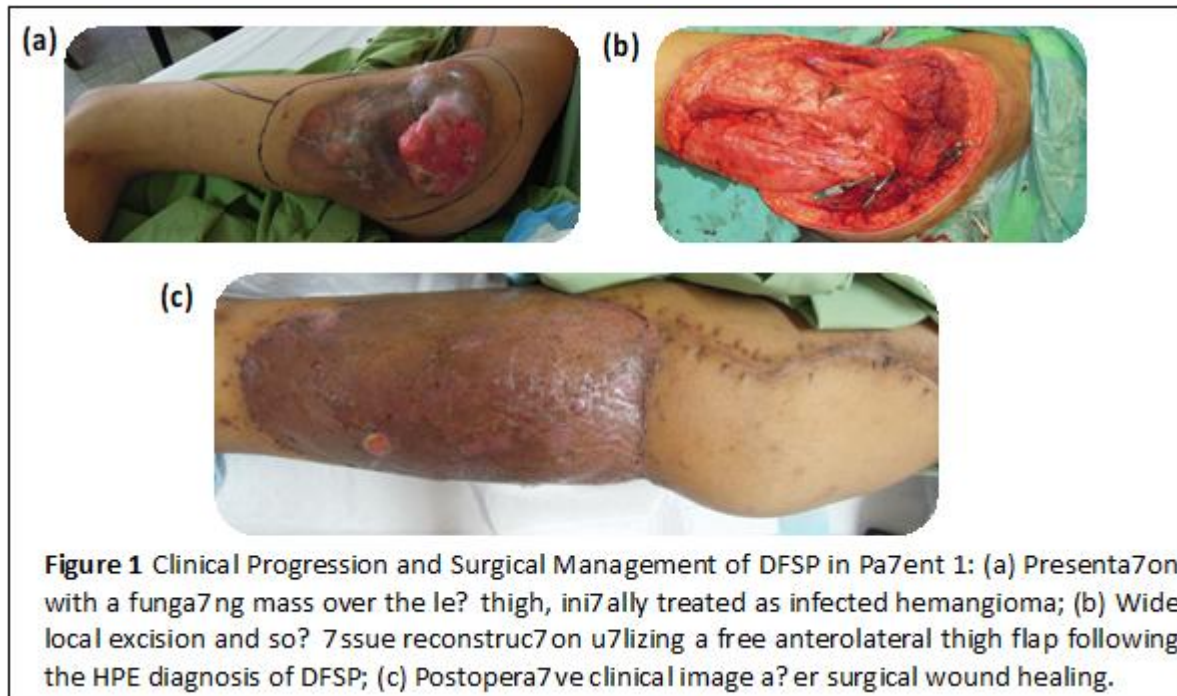 (a)
(b)
(c)
Figure 1 Clinical Progression and Surgical Management of DFSP in Pa7ent 1: (a) Presenta7on
with a funga7ng mass over the le? thigh, ini7ally treated as infected hemangioma; (b) Wide
local excision and so? 7ssue reconstruc7on u7lizing a free anterolateral thigh flap following
the HPE diagnosis of DFSP; (c) Postopera7ve clinical image a?er surgical wound healing.